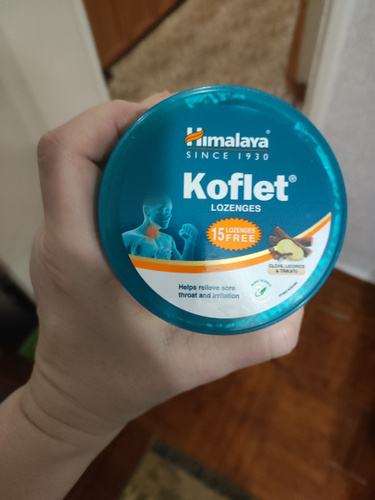 Himalaya®
SINCE 1930
Koflet®
LOZENGES
15 LOZENGES
FREE
CLOVE, LICORICE
& TRIKATU
Helps relieve sore
throat and irritation